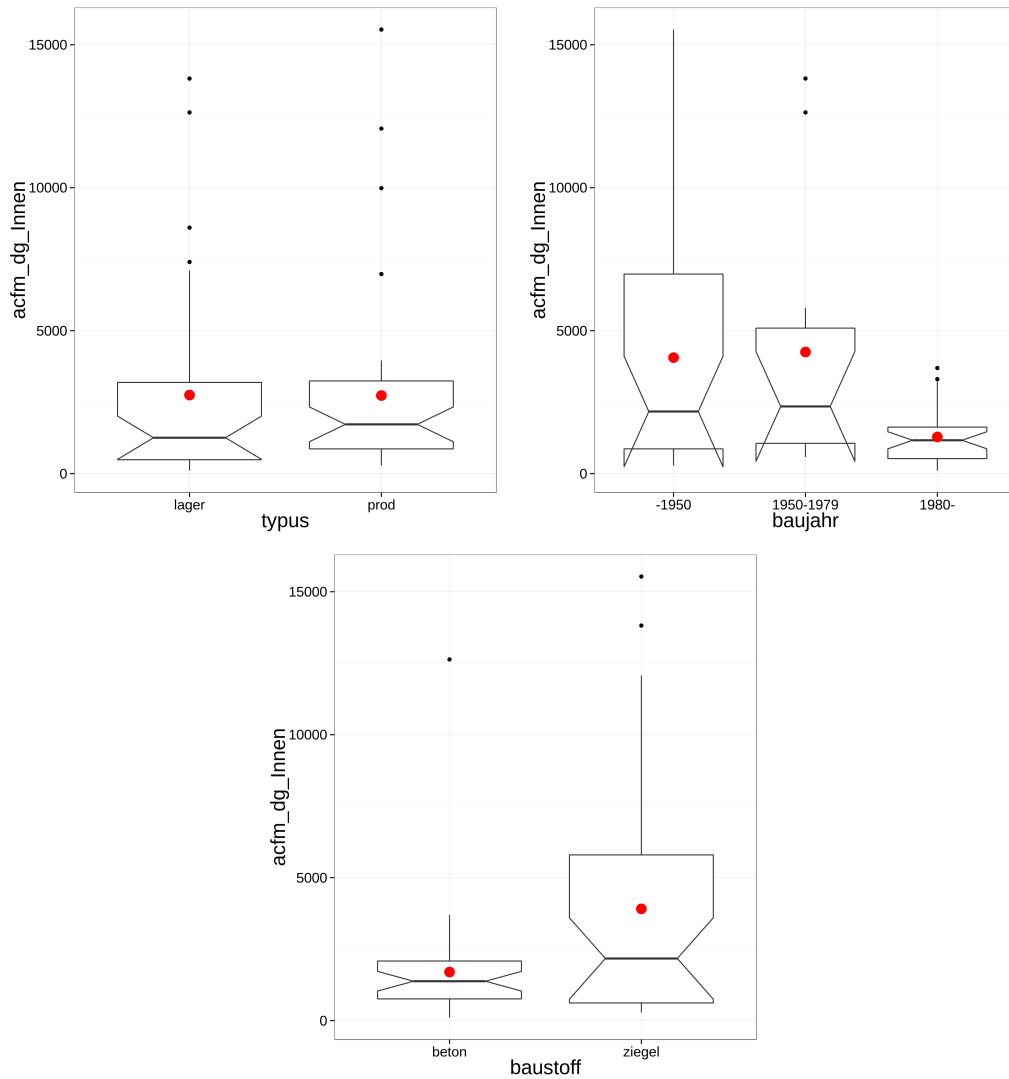 acfm_dg_Innen
15000
10000
5000
0
lager prod
typus
acfm_dg_Innen
15000
10000
5000
0
-1950 1950-1979 1980-
baujahr
acfm_dg_Innen
15000
10000
5000
0
beton ziegel
baustoff